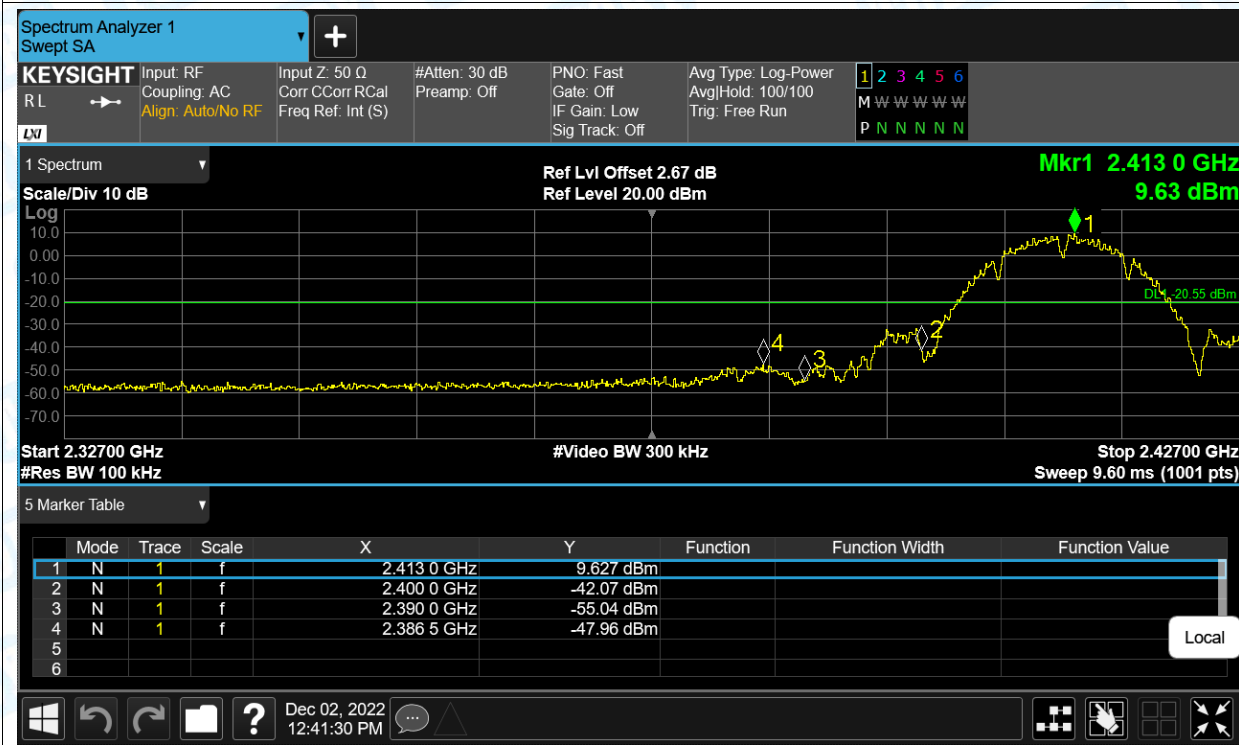 Spectrum Analyzer 1
Swept SA
KEYSIGHT
R L
LXI
Input: RF
Coupling: AC
Align: Auto/No RF
Input Z: 50 Ω
Corr CCorr RCal
Freq Ref: Int (S)
#Atten: 30 dB
Preamp: Off
PNO: Fast
Gate: Off
IF Gain: Low
Sig Track: Off
Avg Type: Log-Power
Avg|Hold: 100/100
Trig: Free Run
1 2 3 4 5 6
M W W W W W
P N N N N N
1 Spectrum
Scale/Div 10 dB
Ref Lvl Offset 2.67 dB
Ref Level 20.00 dBm
Mkr1 2.413 0 GHz
9.63 dBm
Log
10.0
0.00
-10.0
-20.0
-30.0
-40.0
-50.0
-60.0
-70.0
1
DL1 -20.55 dBm
2
4
3
Start 2.32700 GHz
#Video BW 300 kHz
Stop 2.42700 GHz
#Res BW 100 kHz
Sweep 9.60 ms (1001 pts)
5 Marker Table
Mode Trace Scale X Y Function Function Width Function Value
1 N 1 f 2.413 0 GHz 9.627 dBm
2 N 1 f 2.400 0 GHz -42.07 dBm
3 N 1 f 2.390 0 GHz -55.04 dBm
4 N 1 f 2.386 5 GHz -47.96 dBm
5
6
Local
?
Dec 02, 2022
12:41:30 PM